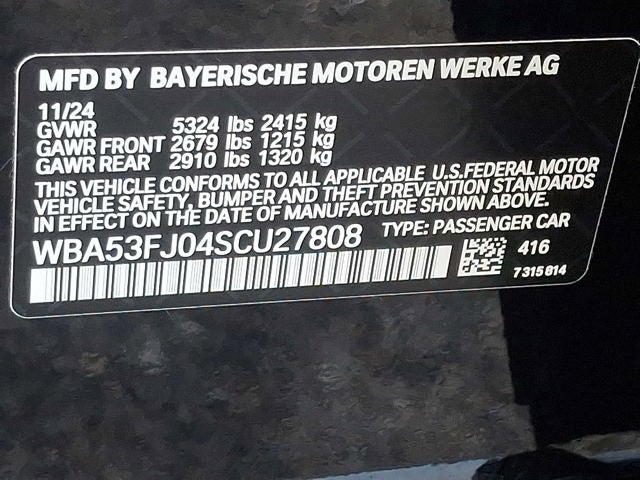 MFD BY BAYERISCHE MOTOREN WERKE AG
11/24
GVWR 5324 lbs 2415 kg
GAWR FRONT 2679 lbs 1215 kg
GAWR REAR 2910 lbs 1320 kg
THIS VEHICLE CONFORMS TO ALL APPLICABLE U.S.FEDERAL MOTOR
VEHICLE SAFETY, BUMPER AND THEFT PREVENTION STANDARDS
IN EFFECT ON THE DATE OF MANUFACTURE SHOWN ABOVE.
WBA53FJ04SCU27808 TYPE: PASSENGER CAR
416
7315814